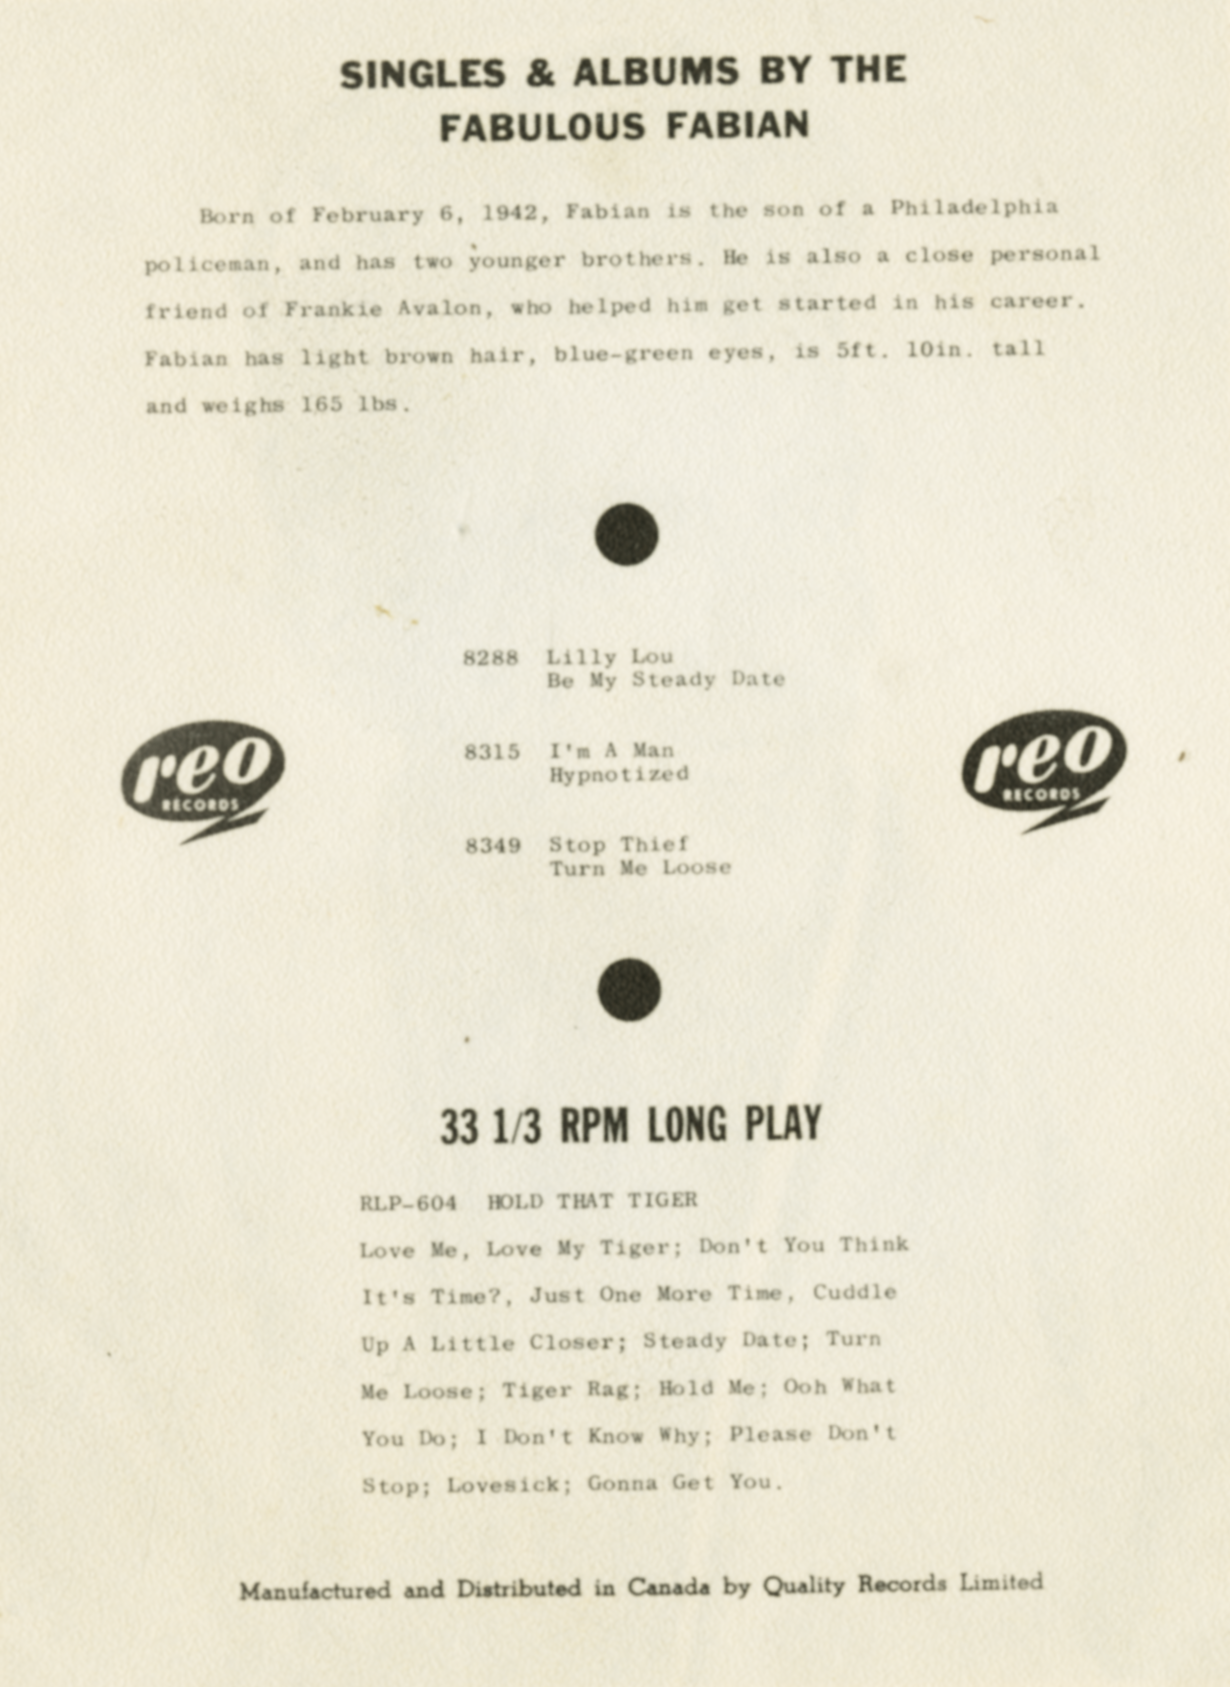 SINGLES & ALBUMS BY THE
FABULOUS FABIAN
Born of February 6, 1942, Fabian is the son of a Philadelphia
policeman, and has two younger brothers. He is also a close personal
friend of Frankie Avalon, who helped him get started in his career.
Fabian has light brown hair, blue-green eyes, is 5ft. 10in. tall
and weighs 165 lbs.
8288 Lilly Lou
Be My Steady Date
reo
RECORDS
8315 I'm A Man
Hypnotized
reo
RECORDS
8349 Stop Thief
Turn Me Loose
33 1/3 RPM LONG PLAY
RLP-604 HOLD THAT TIGER
Love Me, Love My Tiger; Don't You Think
It's Time?, Just One More Time, Cuddle
Up A Little Closer; Steady Date; Turn
Me Loose; Tiger Rag; Hold Me; Ooh What
You Do; I Don't Know Why; Please Don't
Stop; Lovesick; Gonna Get You.
Manufactured and Distributed in Canada by Quality Records Limited